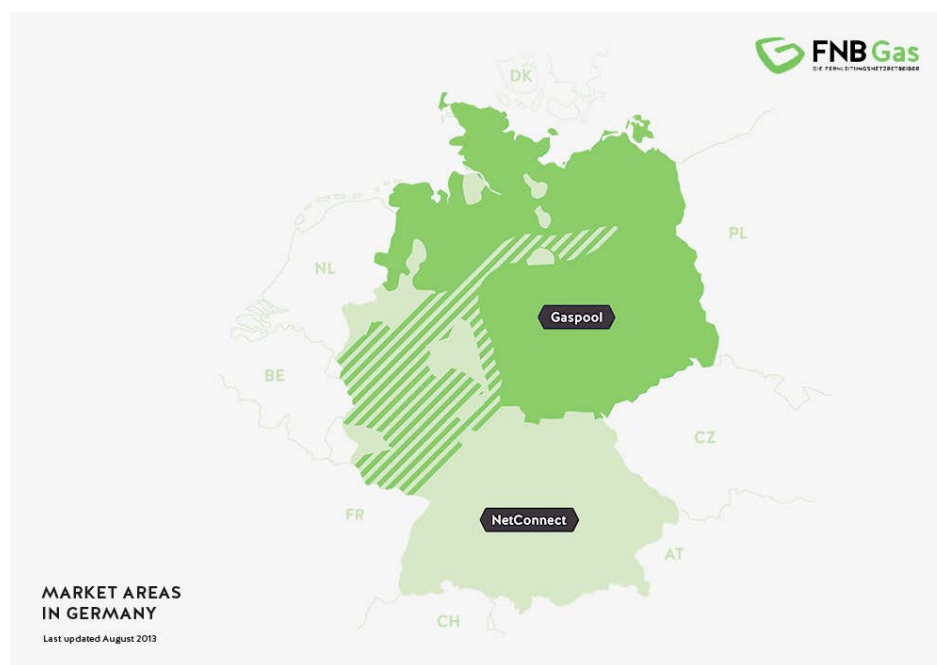 FNB Gas
DIE FERNLEITUNGSNETZBETREIBER
DK
PL
NL
Gaspool
BE
CZ
FR
NetConnect
AT
CH
MARKET AREAS
IN GERMANY
Last updated August 2013